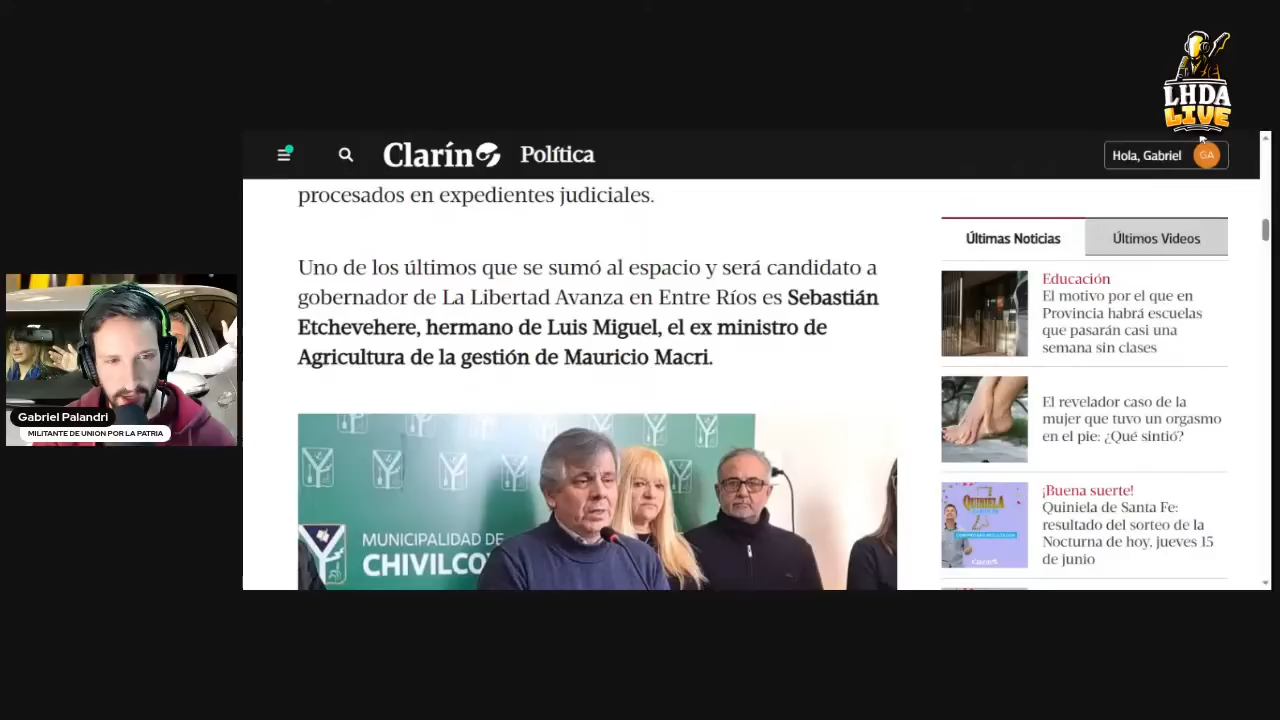 LHDA
LIVE
Clarín
Política
Hola, Gabriel
GA
procesados en expedientes judiciales.
Uno de los últimos que se sumó al espacio y será candidato a
gobernador de La Libertad Avanza en Entre Ríos es Sebastián
Etchevehere, hermano de Luis Miguel, el ex ministro de
Agricultura de la gestión de Mauricio Macri.
MUNICIPALIDAD DE
Últimas Noticias
Últimos Videos
Educación
El motivo por el que en
Provincia habrá escuelas
que pasarán casi una
semana sin clases
El revelador caso de la
mujer que tuvo un orgasmo
en el pie: ¿Qué sintió?
¡Buena suerte!
Quiniela de Santa Fe:
resultado del sorteo de la
Nocturna de hoy, jueves 15
de junio
QUINIELA
Clarín
Gabriel Palandri
MILITANTE DE UNION POR LA PATRIA